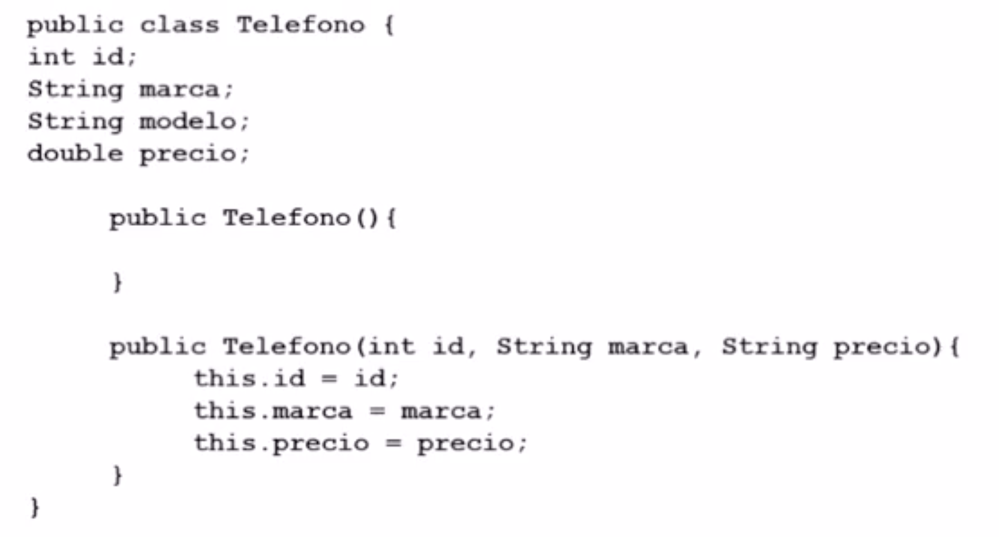 public class Telefono {
int id;
String marca;
String modelo;
double precio;
public Telefono(){
}
public Telefono(int id, String marca, String precio){
this.id = id;
this.marca = marca;
this.precio = precio;
}
}